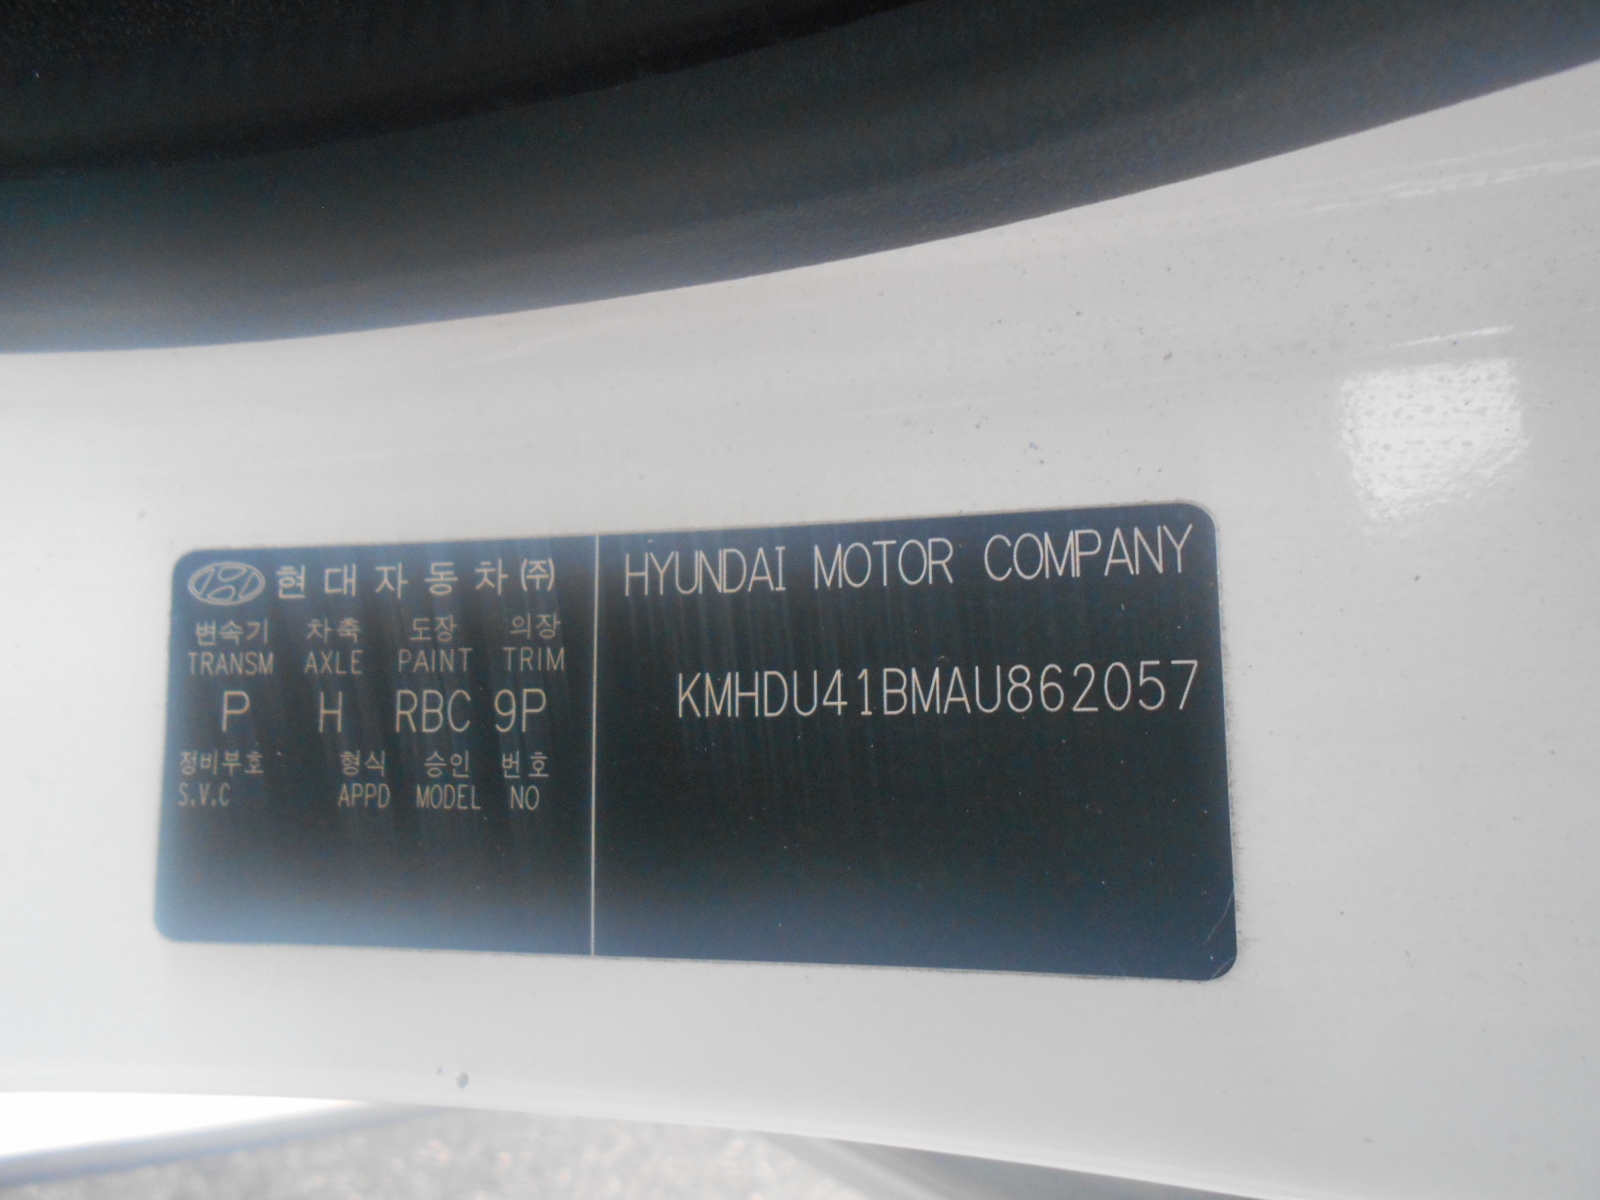 현대자동차(주)
변속기 차축 도장 의장
TRANSM AXLE PAINT TRIM
P H RBC 9P
정비부호 형식 승인 번호
S.V.C APPD MODEL NO
HYUNDAI MOTOR COMPANY
KMHDU41BMAU862057